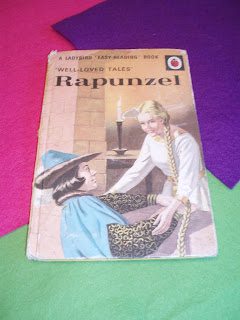 A LADYBIRD 'EASY-READING' BOOK
'WELL-LOVED TALES'
Rapunzel